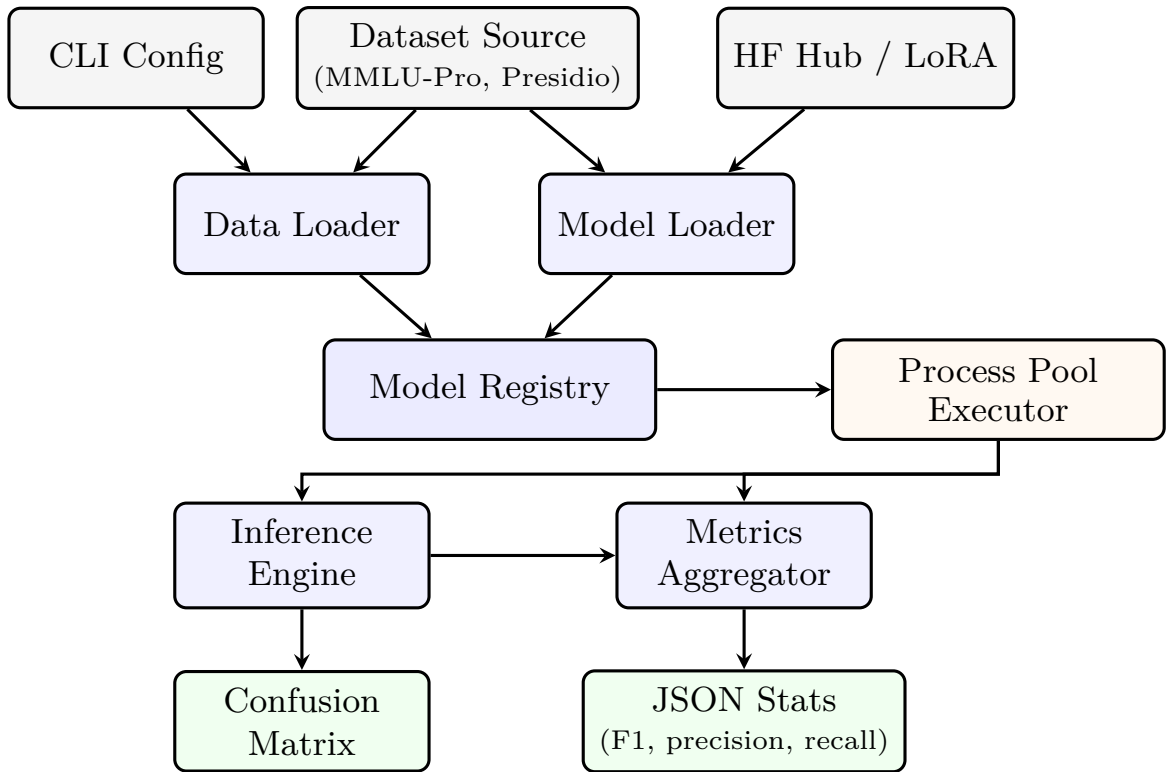 CLI Config
Dataset Source
(MMLU-Pro, Presidio)
HF Hub / LoRA
Data Loader
Model Loader
Model Registry
Process Pool
Executor
Inference
Engine
Metrics
Aggregator
Confusion
Matrix
JSON Stats
(F1, precision, recall)